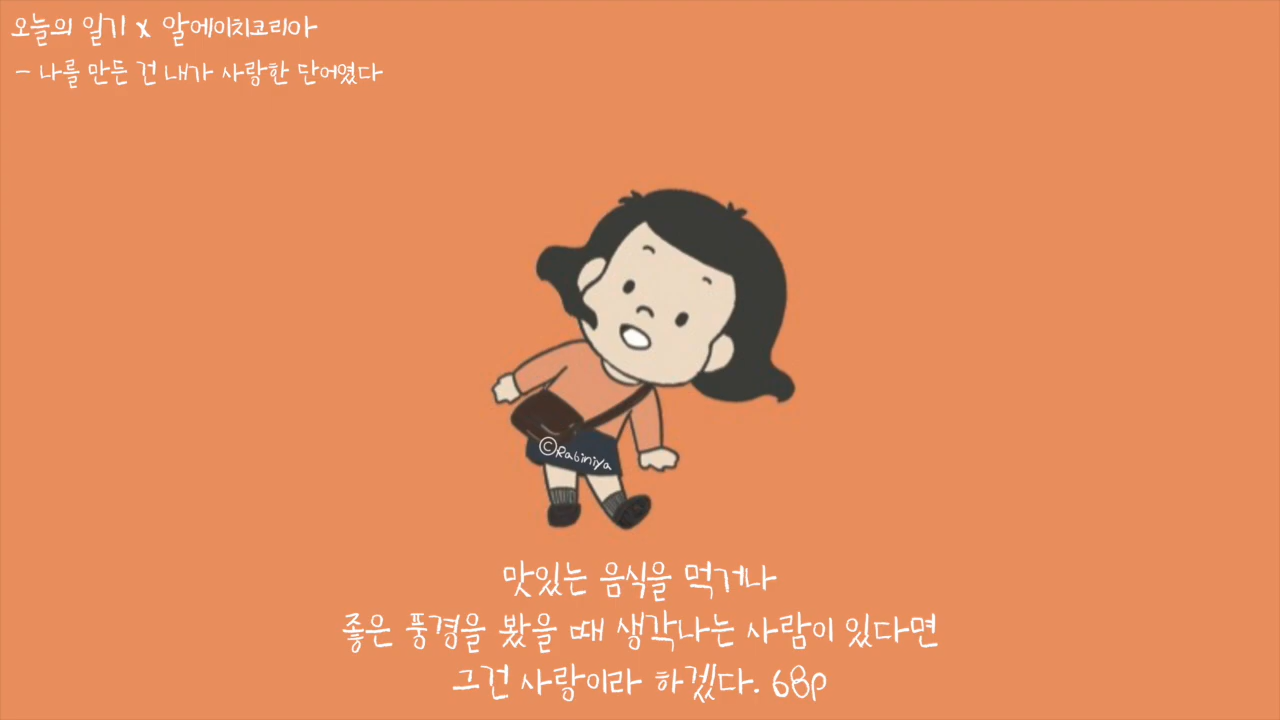 오늘의 일기 x 알에이치코리아
- 나를 만든 건 내가 사랑한 단어였다
©Rabiniya
맛있는 음식을 먹거나
좋은 풍경을 봤을 때 생각나는 사람이 있다면
그건 사랑이라 하겠다. 68p